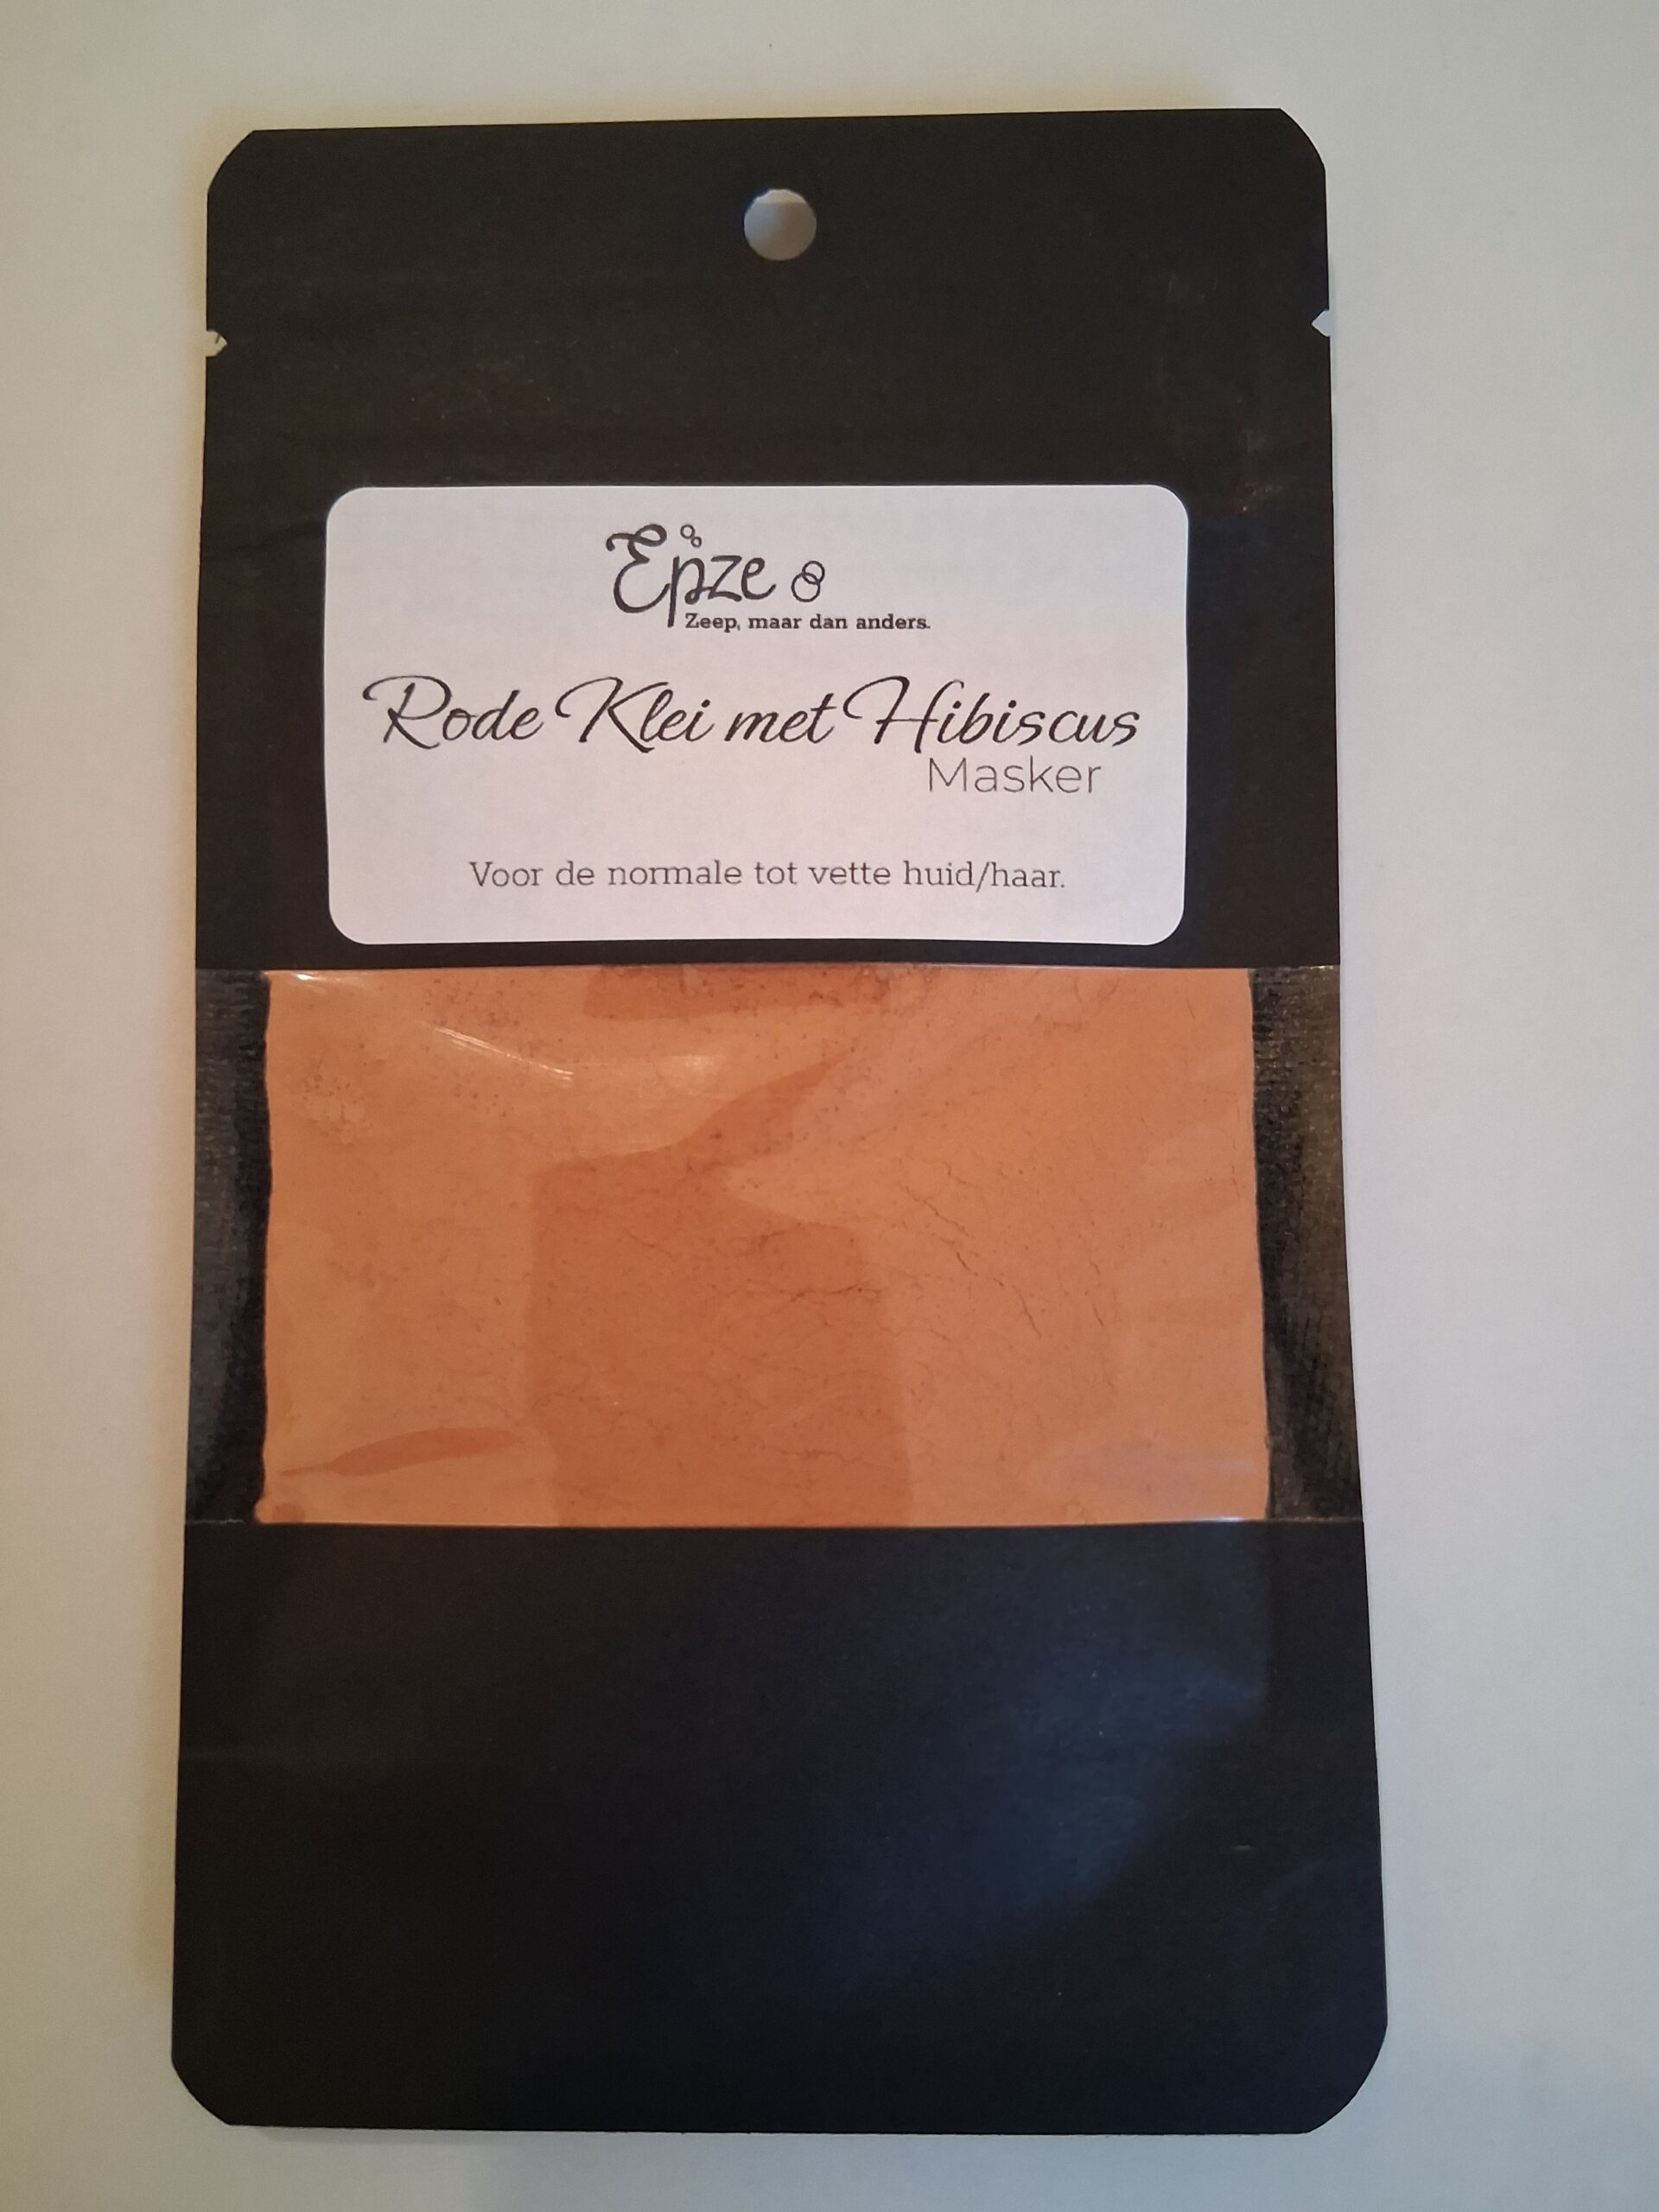 Epze
Zeep, maar dan anders.
Rode Klei met Hibiscus
Masker
Voor de normale tot vette huid/haar.